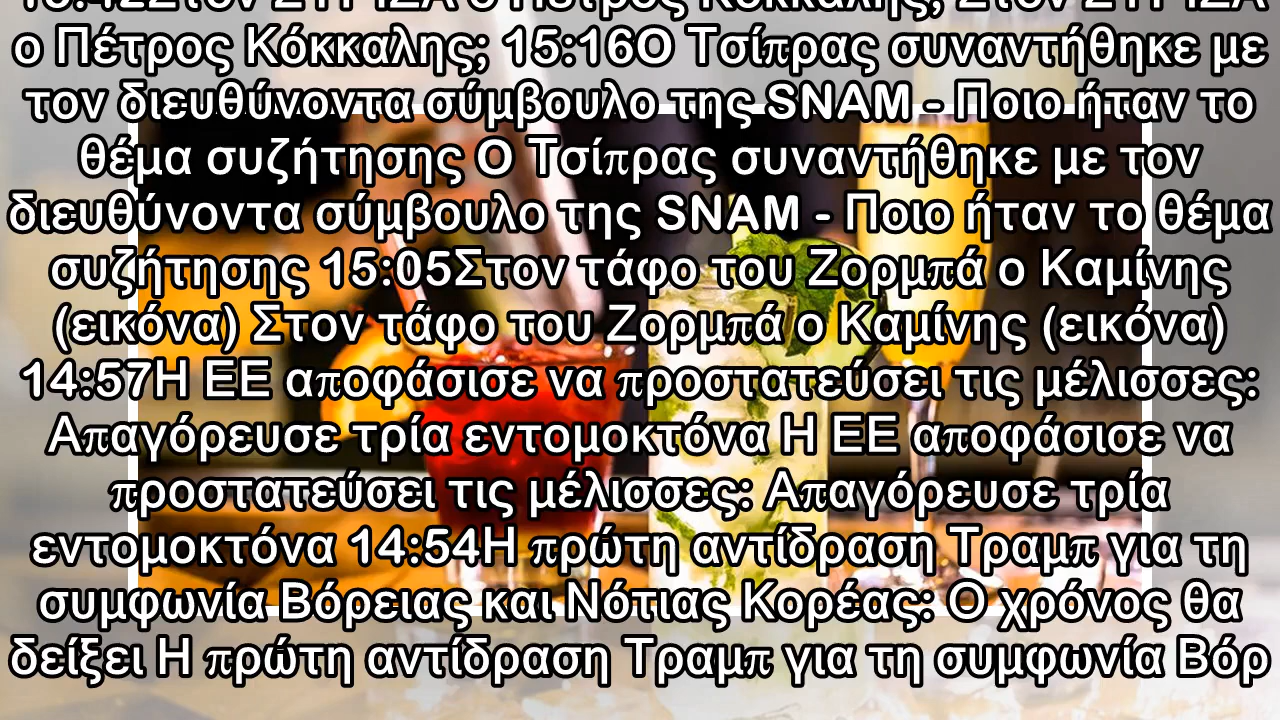 ο Πέτρος Κόκκαλης; 15:16Ο Τσίπρας συναντήθηκε με
τον διευθύνοντα σύμβουλο της SNAM - Ποιο ήταν το
θέμα συζήτησης Ο Τσίπρας συναντήθηκε με τον
διευθύνοντα σύμβουλο της SNAM - Ποιο ήταν το θέμα
συζήτησης 15:05Στον τάφο του Ζορμπά ο Καμίνης
(εικόνα) Στον τάφο του Ζορμπά ο Καμίνης (εικόνα)
14:57Η ΕΕ αποφάσισε να προστατεύσει τις μέλισσες:
Απαγόρευσε τρία εντομοκτόνα Η ΕΕ αποφάσισε να
προστατεύσει τις μέλισσες: Απαγόρευσε τρία
εντομοκτόνα 14:54Η πρώτη αντίδραση Τραμπ για τη
συμφωνία Βόρειας και Νότιας Κορέας: Ο χρόνος θα
δείξει Η πρώτη αντίδραση Τραμπ για τη συμφωνία Βόρ